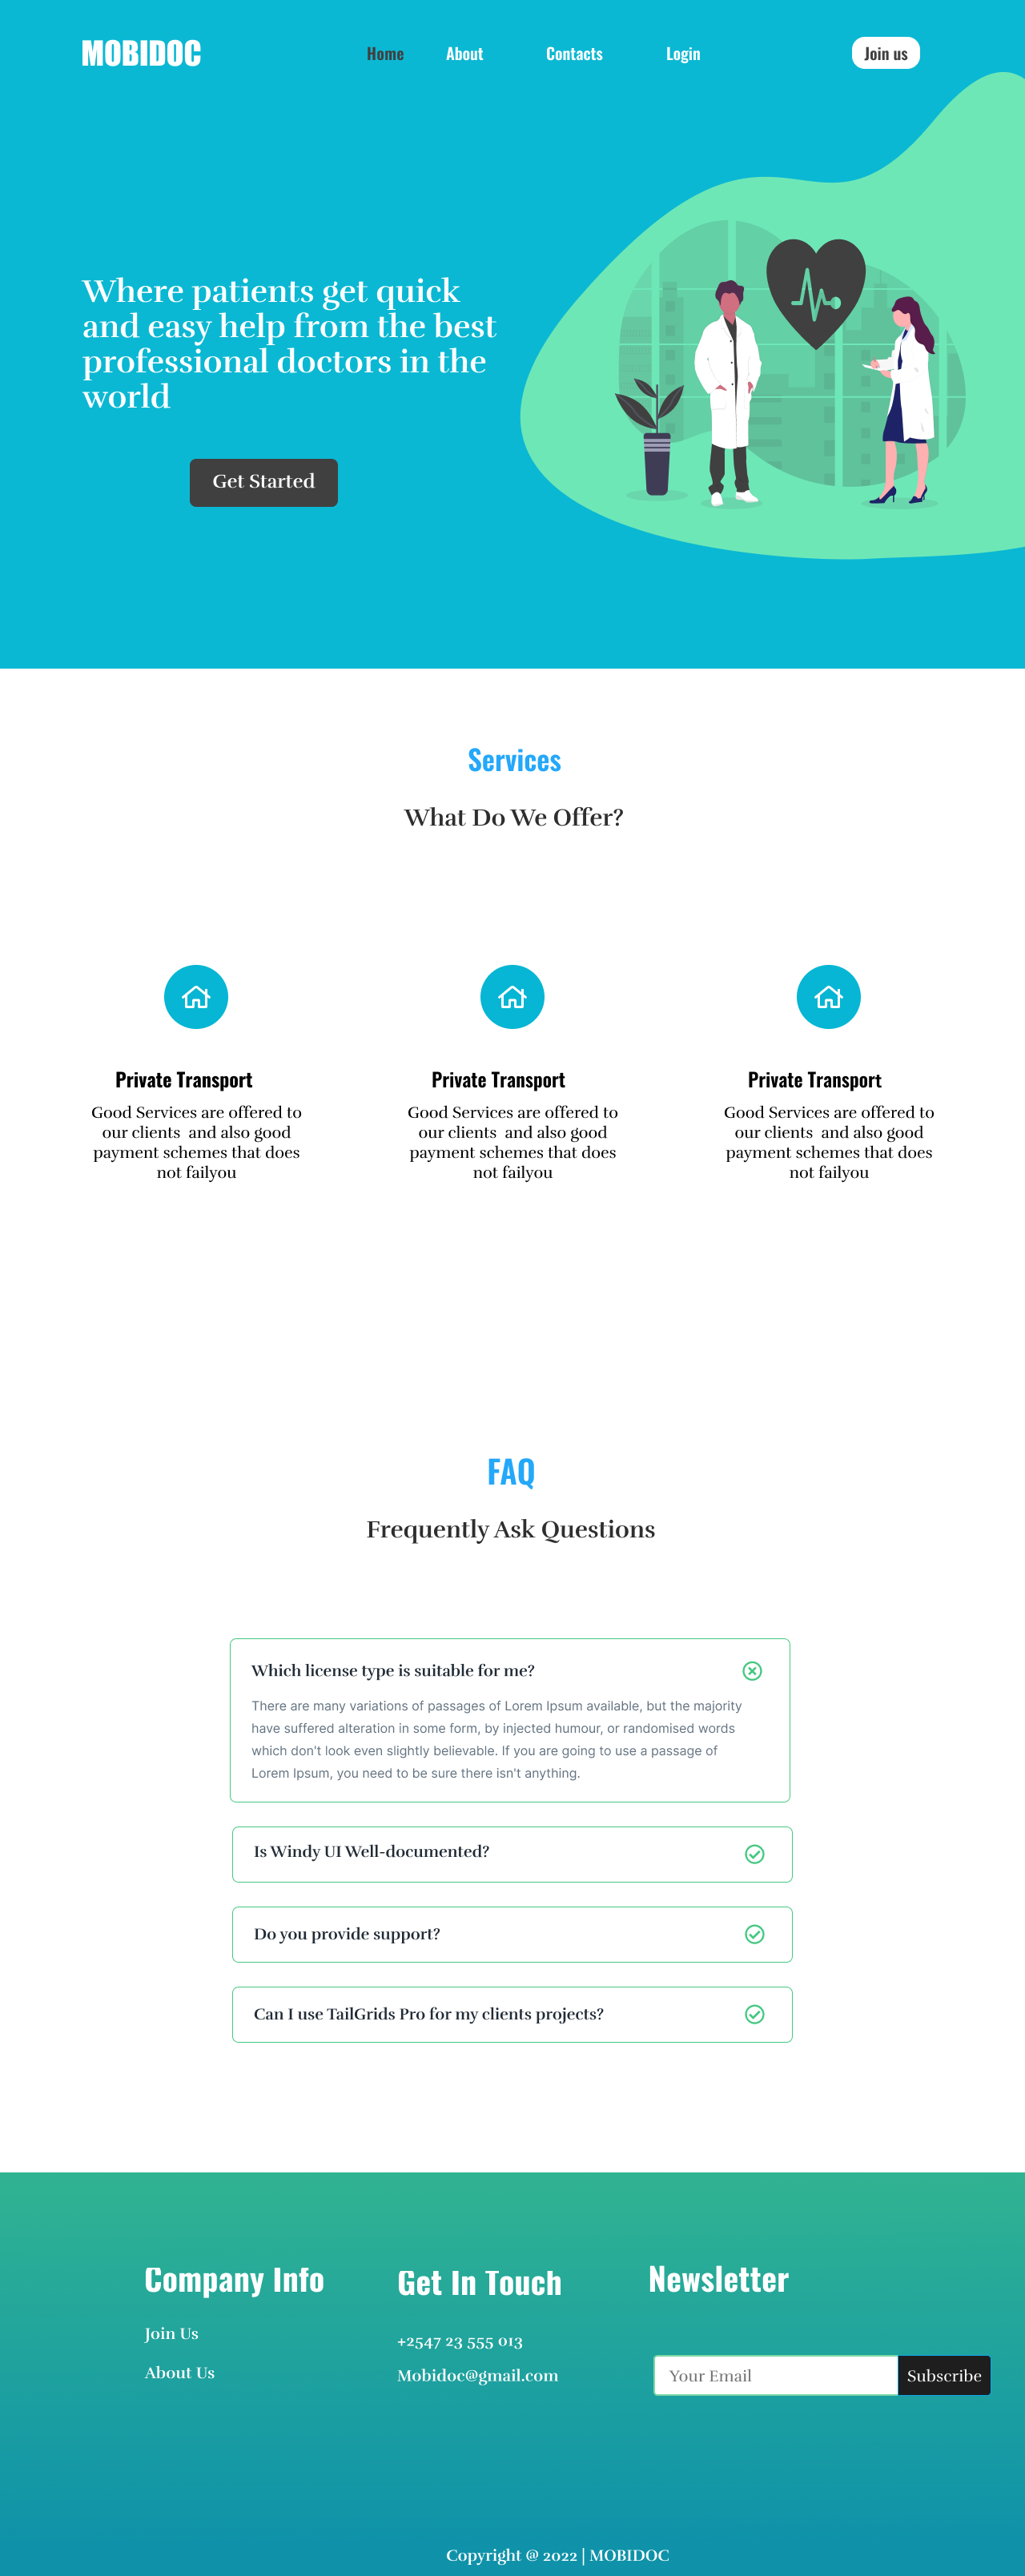 MOBIDOC
Home
About
Contacts
Login
Join us
Where patients get quick
and easy help from the best
professional doctors in the
world
Get Started
Services
What Do We Offer?
Private Transport
Good Services are offered to
our clients  and also good
payment schemes that does
not failyou
Private Transport
Good Services are offered to
our clients  and also good
payment schemes that does
not failyou
Private Transport
Good Services are offered to
our clients  and also good
payment schemes that does
not failyou
FAQ
Frequently Ask Questions
Which license type is suitable for me?
There are many variations of passages of Lorem Ipsum available, but the majority
have suffered alteration in some form, by injected humour, or randomised words
which don't look even slightly believable. If you are going to use a passage of
Lorem Ipsum, you need to be sure there isn't anything.
Is Windy UI Well-documented?
Do you provide support?
Can I use TailGrids Pro for my clients projects?
Company Info
Join Us
About Us
Get In Touch
+2547 23 555 013
Mobidoc@gmail.com
Newsletter
Your Email
Subscribe
Copyright @ 2022 | MOBIDOC